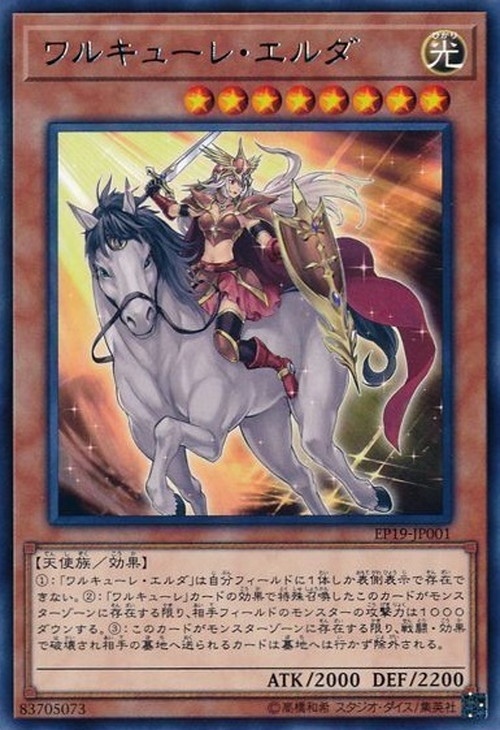 ワルキューレ・エルダ
ひかり
光
EP19-JP001
【天使族／効果】
①：「ワルキューレ・エルダ」は自分フィールドに１体しか表側表示で存在
できない。②：「ワルキューレ」カードの効果で特殊召喚したこのカードがモン
スターゾーンに存在する限り、相手フィールドのモンスターの攻撃力は１０００
ダウンする。③：このカードがモンスターゾーンに存在する限り、戦闘・効果
で破壊され相手の墓地へ送られるカードは墓地へは行かず除外される。
ATK/2000 DEF/2200
83705073
©高橋和希 スタジオ・ダイス/集英社